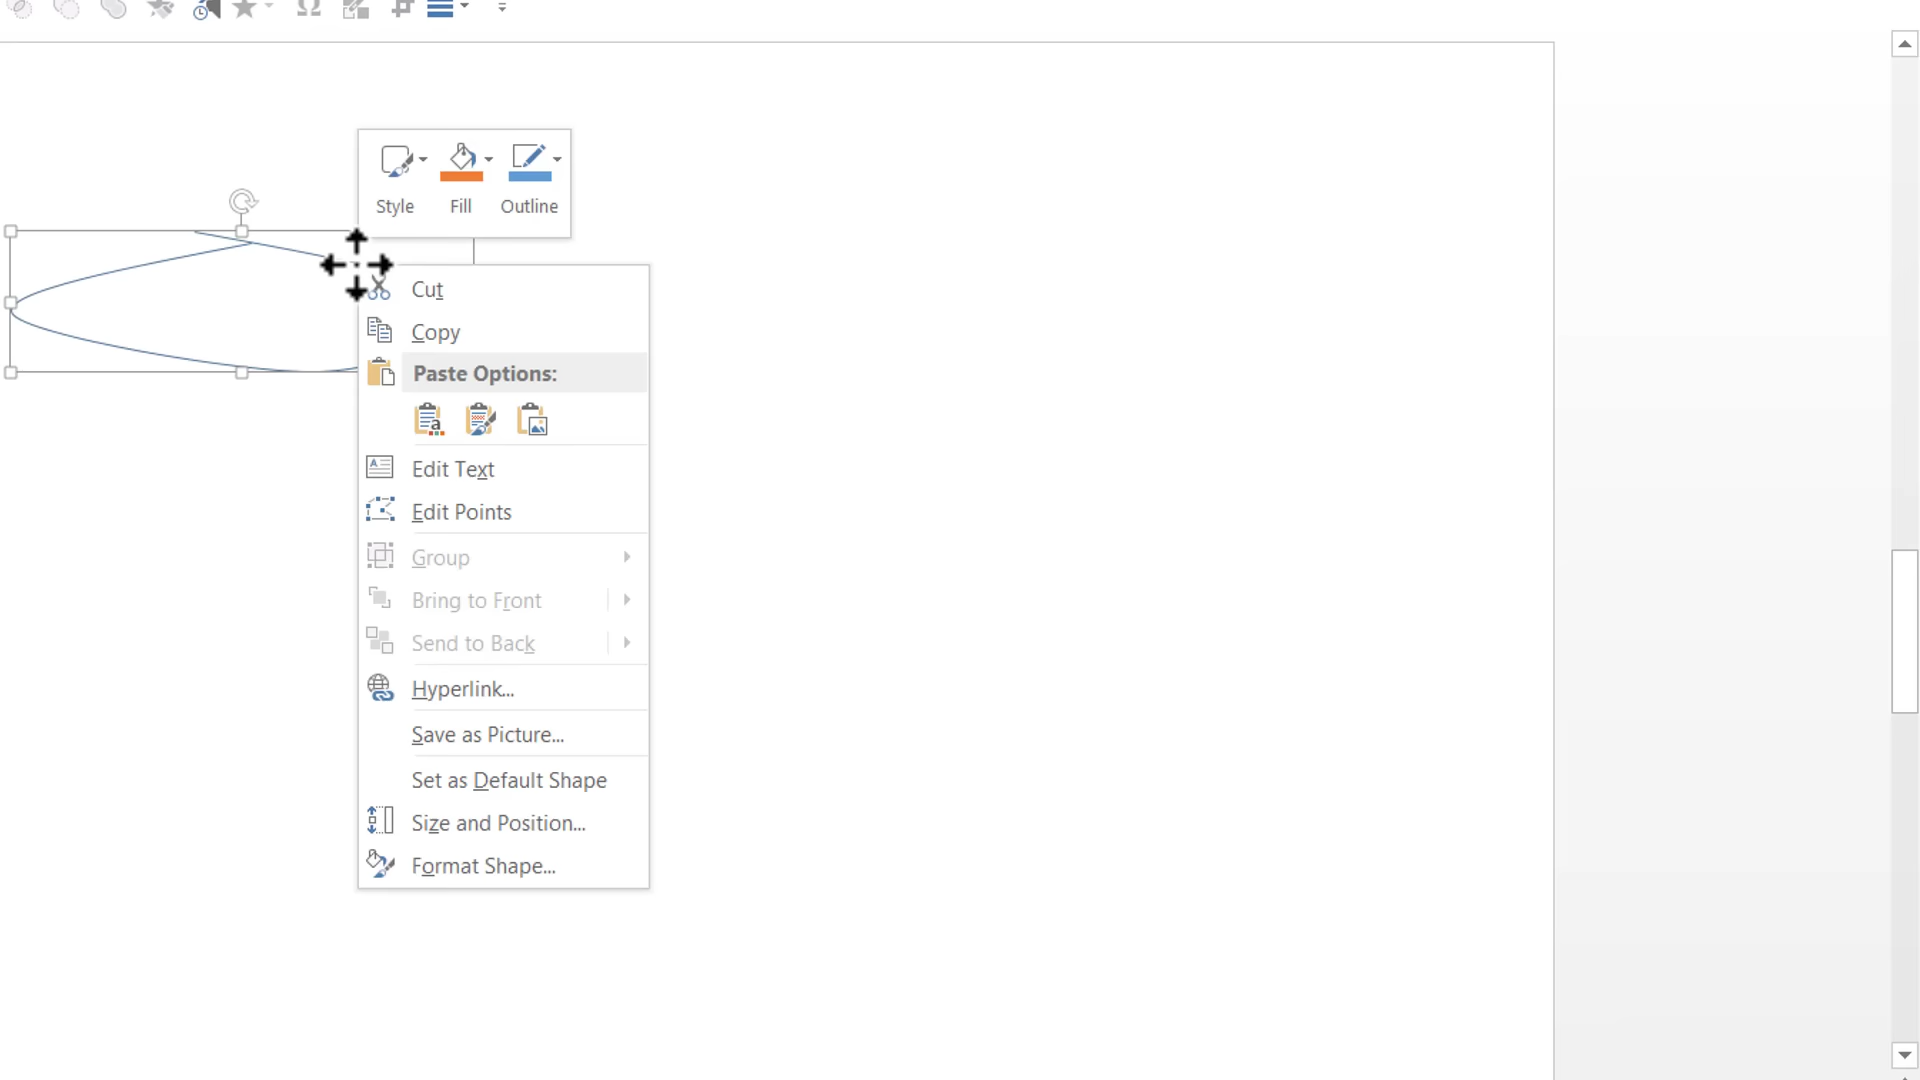 Style Fill Outline
Cut
Copy
Paste Options:
Edit Text
Edit Points
Group
Bring to Front
Send to Back
Hyperlink...
Save as Picture...
Set as Default Shape
Size and Position...
Format Shape...